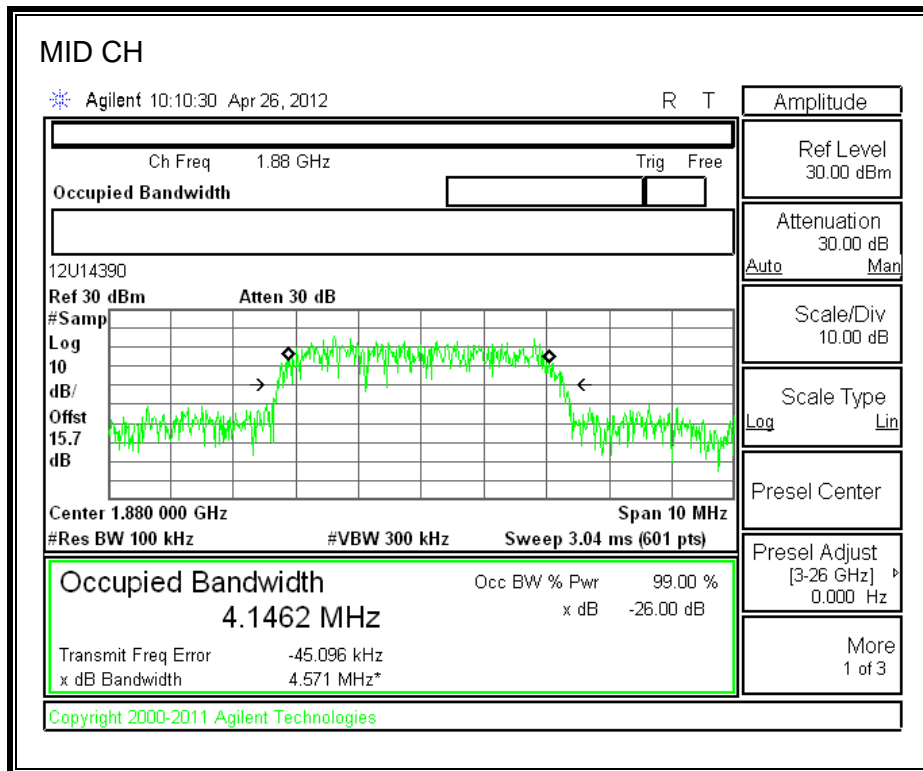 MID CH
Agilent 10:10:30 Apr 26, 2012 R T
Ch Freq 1.88 GHz Trig Free
Occupied Bandwidth
12U14390
Ref 30 dBm Atten 30 dB
#Samp
Log
10
dB/
Offst
15.7
dB
Center 1.880 000 GHz Span 10 MHz
#Res BW 100 kHz #VBW 300 kHz Sweep 3.04 ms (601 pts)
Occupied Bandwidth Occ BW % Pwr 99.00 %
4.1462 MHz x dB -26.00 dB
Transmit Freq Error -45.096 kHz
x dB Bandwidth 4.571 MHz*
Copyright 2000-2011 Agilent Technologies
Amplitude
Ref Level
30.00 dBm
Attenuation
30.00 dB
Auto Man
Scale/Div
10.00 dB
Scale Type
Log Lin
Presel Center
Presel Adjust
[3-26 GHz]
0.000 Hz
More
1 of 3